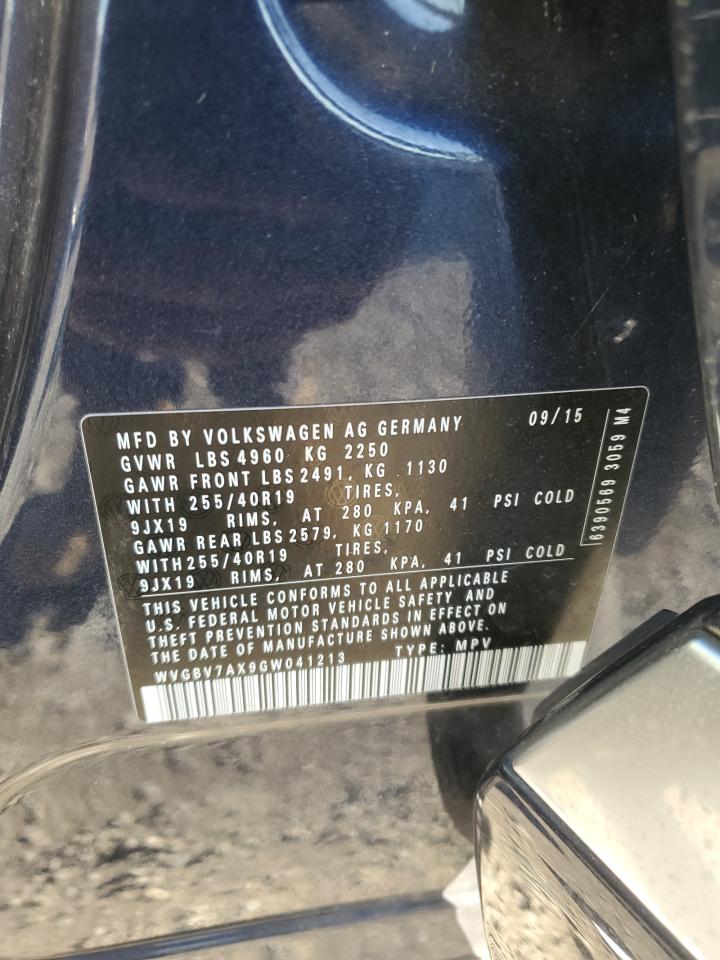 MFD BY VOLKSWAGEN AG GERMANY 09/15
GVWR LBS 4960 KG 2250
GAWR FRONT LBS 2491, KG 1130
WITH 255/40R19 TIRES,
9JX19 RIMS, AT 280 KPA, 41 PSI COLD
GAWR REAR LBS 2579, KG 1170
WITH 255/40R19 TIRES,
9JX19 RIMS, AT 280 KPA, 41 PSI COLD
THIS VEHICLE CONFORMS TO ALL APPLICABLE
U.S. FEDERAL MOTOR VEHICLE SAFETY AND
THEFT PREVENTION STANDARDS IN EFFECT ON
THE DATE OF MANUFACTURE SHOWN ABOVE.
WVGBV7AX9GW041213 TYPE: MPV
6390569 3059 M4